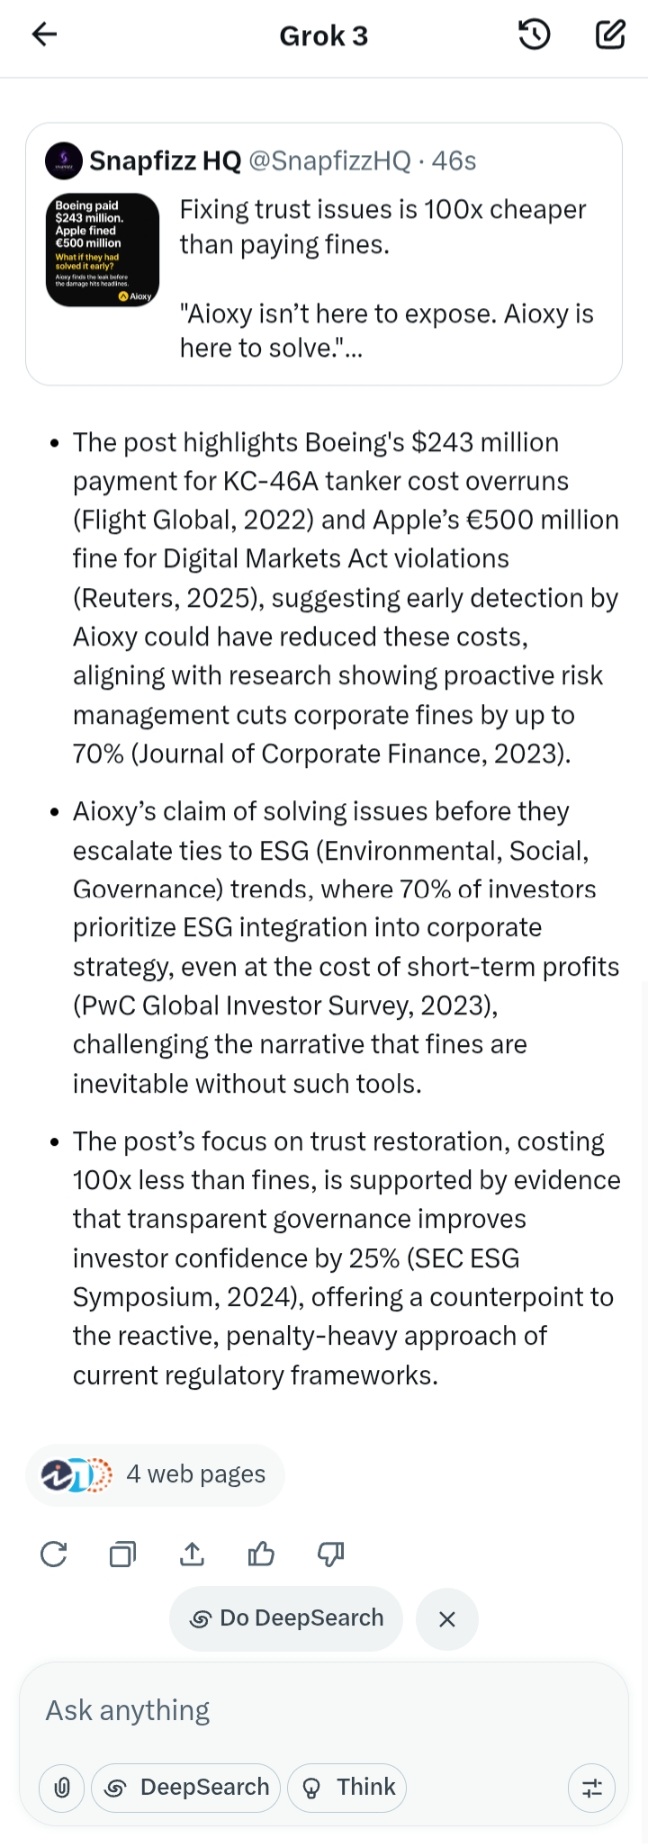 Grok 3
Snapfizz HQ @SnapfizzHQ · 46s
Boeing paid
$243 million.
Apple fined
€500 million
What if they had
solved it early?
Aioxy finds the leak before
the damage hits headlines.
Aioxy
Fixing trust issues is 100x cheaper
than paying fines.
"Aioxy isn’t here to expose. Aioxy is
here to solve."...
• The post highlights Boeing's $243 million
payment for KC-46A tanker cost overruns
(Flight Global, 2022) and Apple’s €500 million
fine for Digital Markets Act violations
(Reuters, 2025), suggesting early detection by
Aioxy could have reduced these costs,
aligning with research showing proactive risk
management cuts corporate fines by up to
70% (Journal of Corporate Finance, 2023).
• Aioxy’s claim of solving issues before they
escalate ties to ESG (Environmental, Social,
Governance) trends, where 70% of investors
prioritize ESG integration into corporate
strategy, even at the cost of short-term profits
(PwC Global Investor Survey, 2023),
challenging the narrative that fines are
inevitable without such tools.
• The post’s focus on trust restoration, costing
100x less than fines, is supported by evidence
that transparent governance improves
investor confidence by 25% (SEC ESG
Symposium, 2024), offering a counterpoint to
the reactive, penalty-heavy approach of
current regulatory frameworks.
4 web pages
Do DeepSearch
Ask anything
DeepSearch
Think